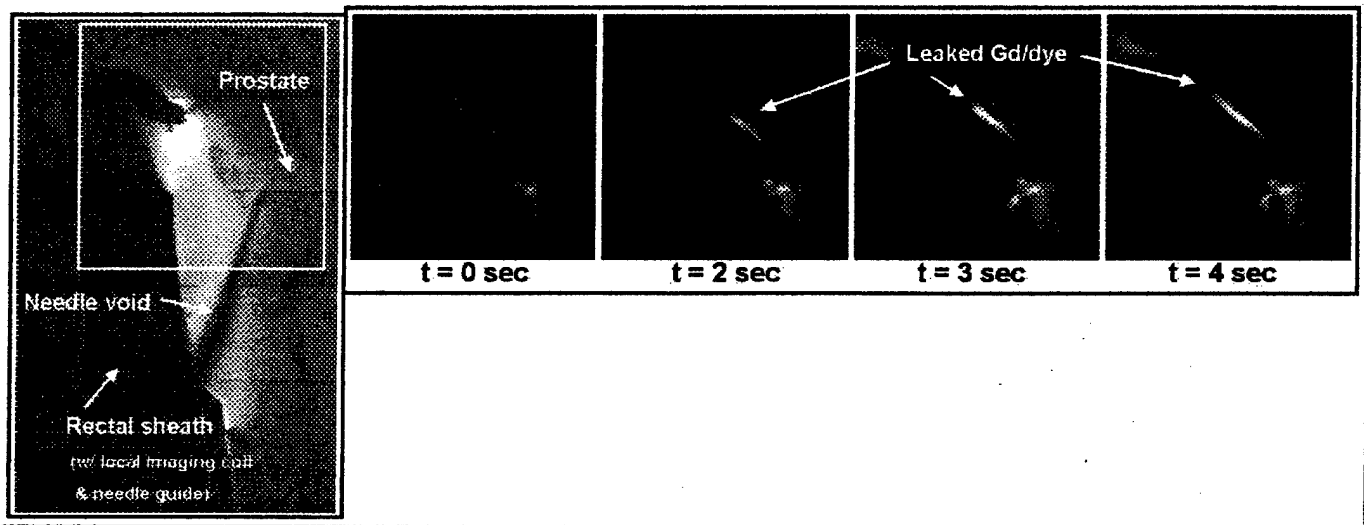 Prostate
Needle void
Rectal sheath
(w/ local imaging coil
& needle guide)
Leaked Gd/dye
t = 0 sec
t = 2 sec
t = 3 sec
t = 4 sec